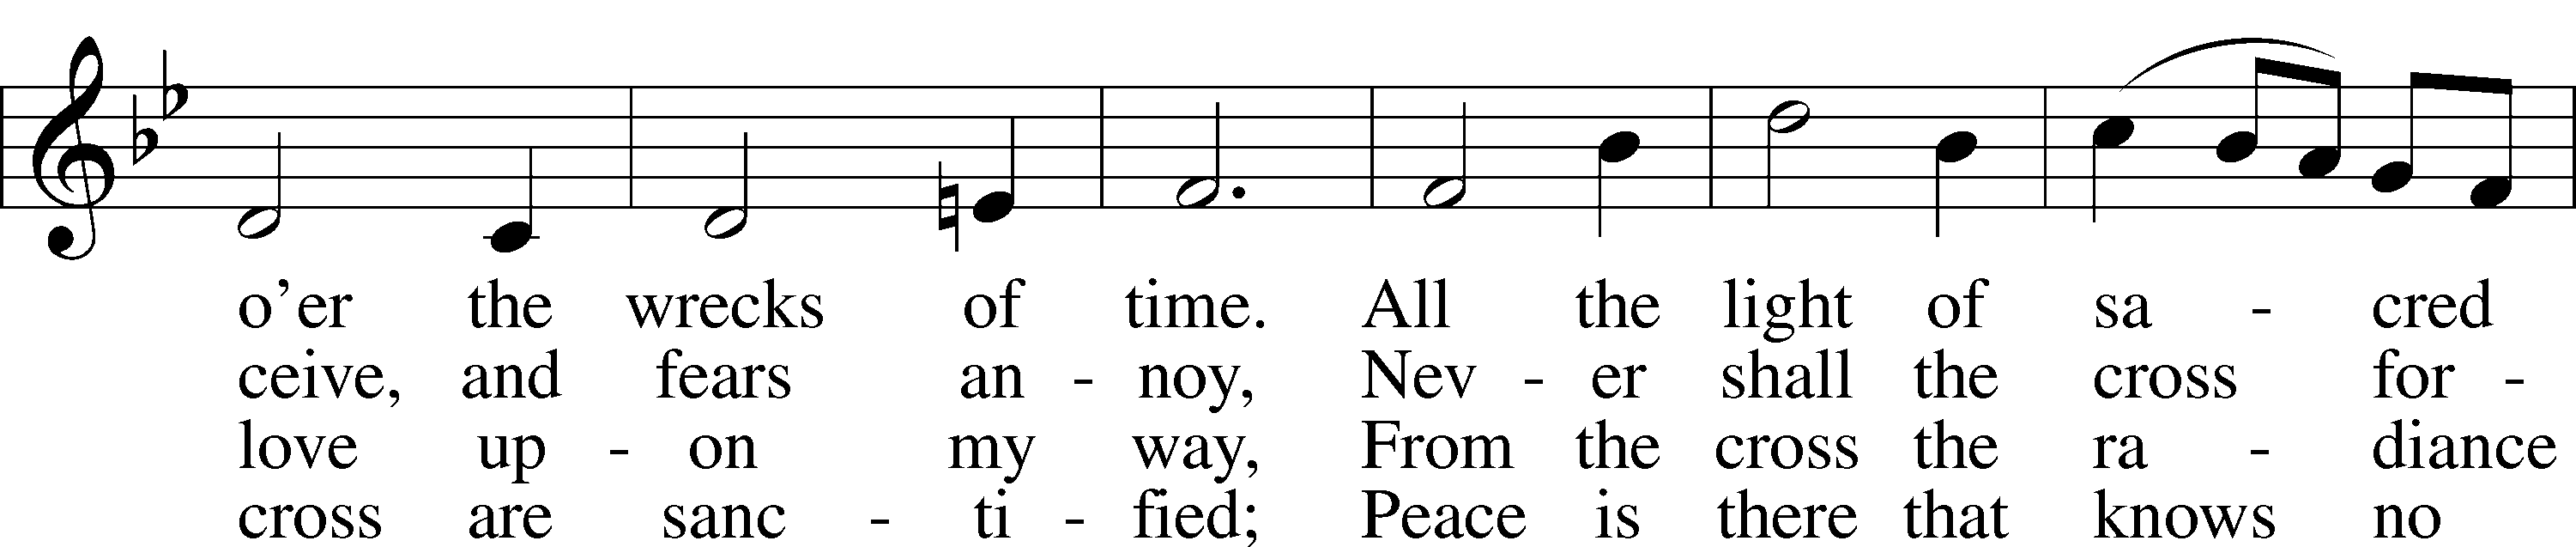 o’er the wrecks of time. All the light of sa - cred
ceive, and fears an - noy, Nev - er shall the cross for -
love up - on my way, From the cross the ra - diance
cross are sanc - ti - fied; Peace is there that knows no